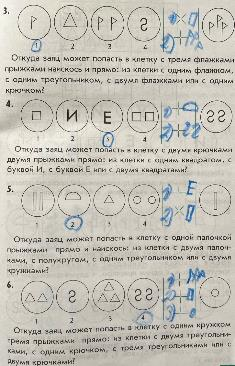 3.
1 2 3 4
Откуда заяц может попасть в клетку с тремя флажками
прыжками наискось и прямо: из клетки с одним флажком,
с одним треугольником, с двумя флажками или с одним
крючком?
4.
И Е
1 2 3 4
Откуда заяц может попасть в клетку с двумя крючками
двумя прыжками прямо: из клетки с одним квадратом, с
буквой И, с буквой Е или с двумя квадратами?
5.
1 2 3 4
Откуда заяц может попасть в клетку с одной палочкой
прыжками прямо и наискось: из клетки с двумя палоч-
ками, с полукругом, с одним треугольником или с двумя
кружками?
6.
1 2 3 4
Откуда заяц может попасть в клетку с одним кружком
тремя прыжками прямо: из клетки с двумя треугольни-
ками, с одним крючком, с тремя треугольниками или с
двумя крючками?